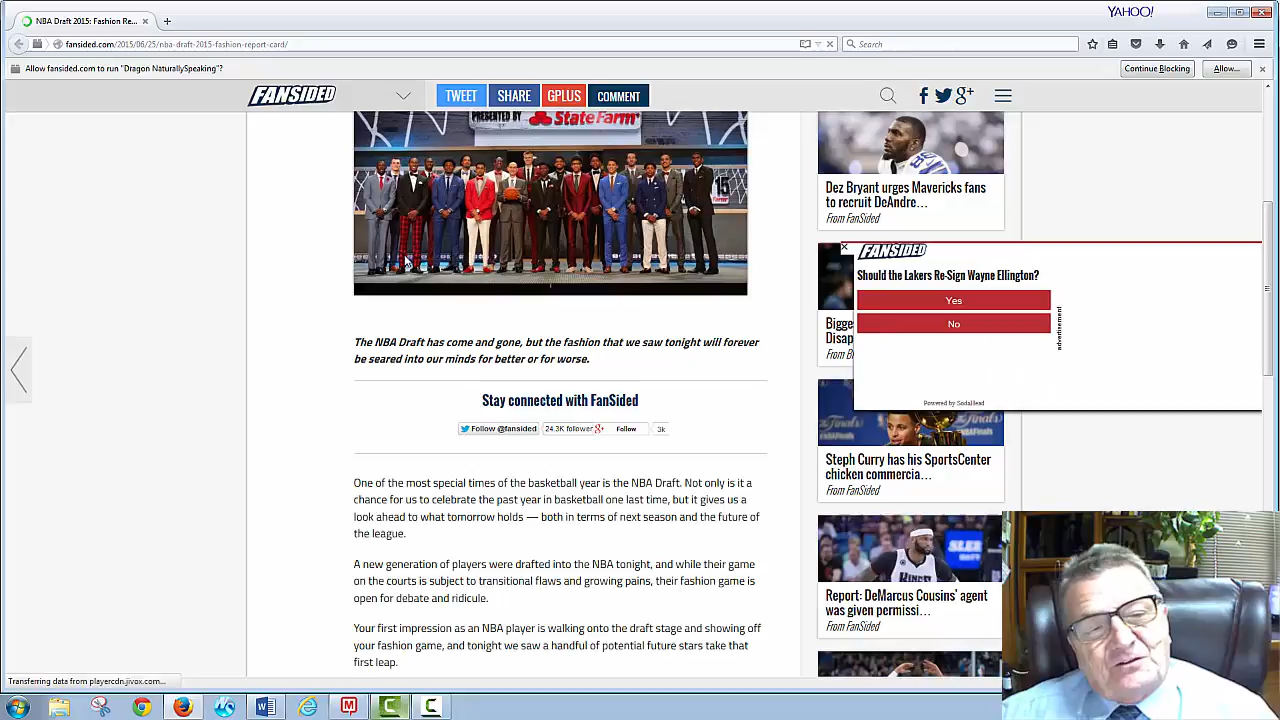 YAHOO!
NBA Draft 2015: Fashion Re...
fansided.com/2015/06/25/nba-draft-2015-fashion-report-card/
Search
Allow fansided.com to run "Dragon NaturallySpeaking"?
Continue Blocking
Allow...
FANSIDED
TWEET
SHARE
GPLUS
COMMENT
PRESENTED BY State Farm
15
Dez Bryant urges Mavericks fans
to recruit DeAndre...
From FanSided
FANSIDED
Should the Lakers Re-Sign Wayne Ellington?
Yes
No
advertisement
Powered by SodaHead
Bigge
Disap
The NBA Draft has come and gone, but the fashion that we saw tonight will forever
be seared into our minds for better or for worse.
Stay connected with FanSided
Follow @fansided
24.3K follower
Follow
3k
One of the most special times of the basketball year is the NBA Draft. Not only is it a
chance for us to celebrate the past year in basketball one last time, but it gives us a
look ahead to what tomorrow holds — both in terms of next season and the future of
the league.
A new generation of players were drafted into the NBA tonight, and while their game
on the courts is subject to transitional flaws and growing pains, their fashion game is
open for debate and ridicule.
Your first impression as an NBA player is walking onto the draft stage and showing off
your fashion game, and tonight we saw a handful of potential future stars take that
first leap.
Steph Curry has his SportsCenter
chicken commercia...
From FanSided
KINGS
Report: DeMarcus Cousins' agent
was given permissi...
From FanSided
Transferring data from playercdn.jivox.com...